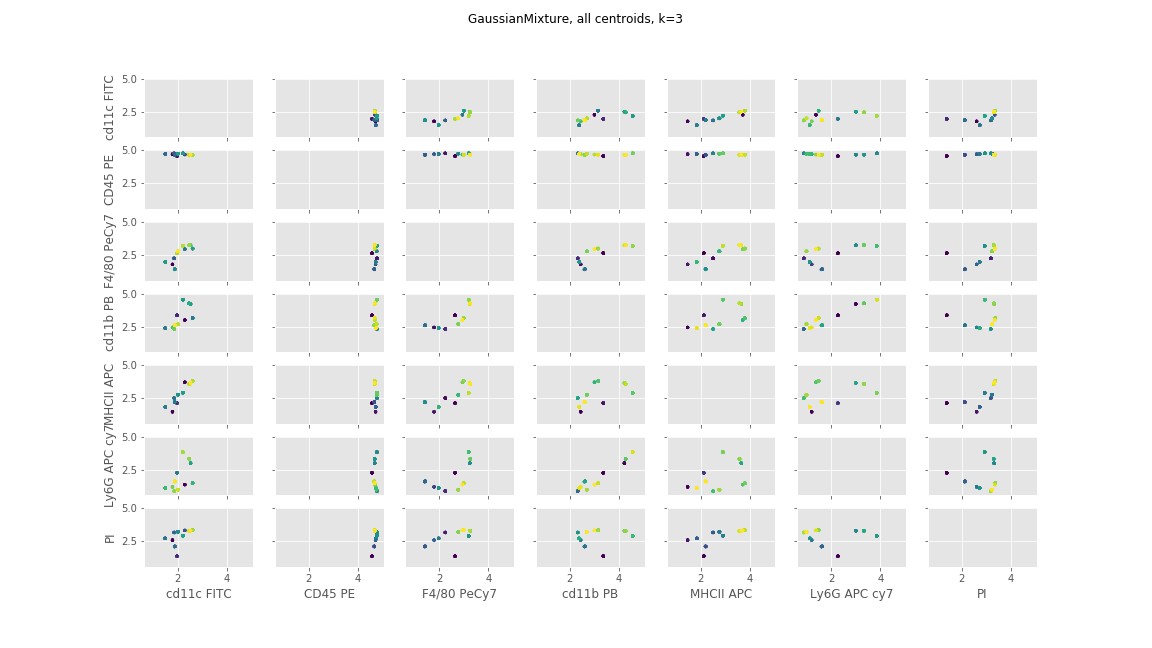 GaussianMixture, all centroids, k=3
cd11c FITC
5.0
2.5
CD45 PE
5.0
2.5
F4/80 PeCy7
5.0
2.5
cd11b PB
5.0
2.5
MHCII APC
5.0
2.5
Ly6G APC cy7
5.0
2.5
PI
5.0
2.5
2 4 2 4 2 4 2 4 2 4 2 4 2 4
cd11c FITC CD45 PE F4/80 PeCy7 cd11b PB MHCII APC Ly6G APC cy7 PI